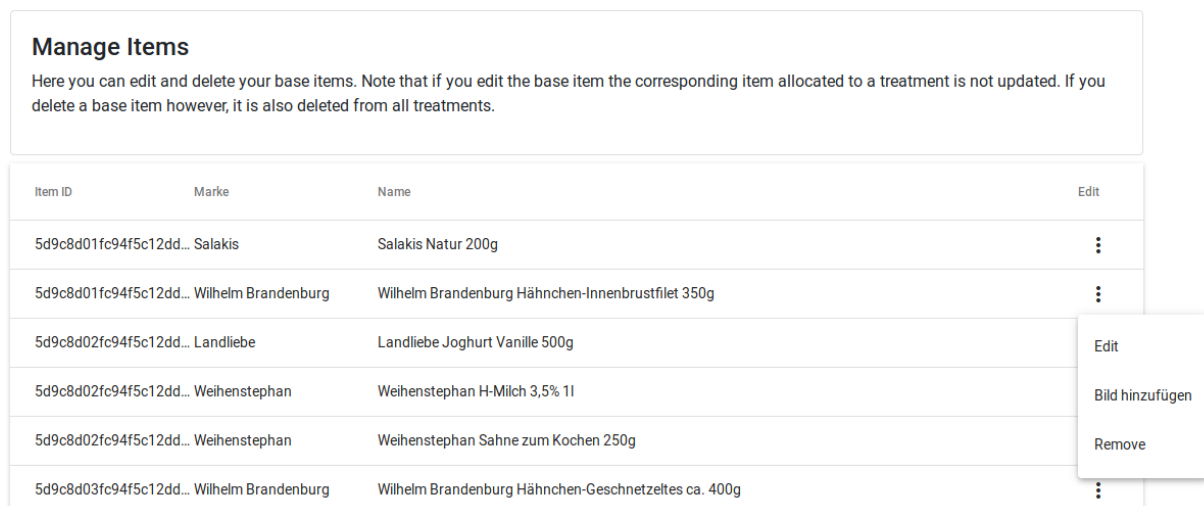 Manage Items
Here you can edit and delete your base items. Note that if you edit the base item the corresponding item allocated to a treatment is not updated. If you
delete a base item however, it is also deleted from all treatments.
Item ID Marke Name Edit
5d9c8d01fc94f5c12dd... Salakis Salakis Natur 200g
5d9c8d01fc94f5c12dd... Wilhelm Brandenburg Wilhelm Brandenburg Hähnchen-Innenbrustfilet 350g
5d9c8d02fc94f5c12dd... Landliebe Landliebe Joghurt Vanille 500g
Edit
5d9c8d02fc94f5c12dd... Weihenstephan Weihenstephan H-Milch 3,5% 1l
Bild hinzufügen
5d9c8d02fc94f5c12dd... Weihenstephan Weihenstephan Sahne zum Kochen 250g
Remove
5d9c8d03fc94f5c12dd... Wilhelm Brandenburg Wilhelm Brandenburg Hähnchen-Geschnetzeltes ca. 400g